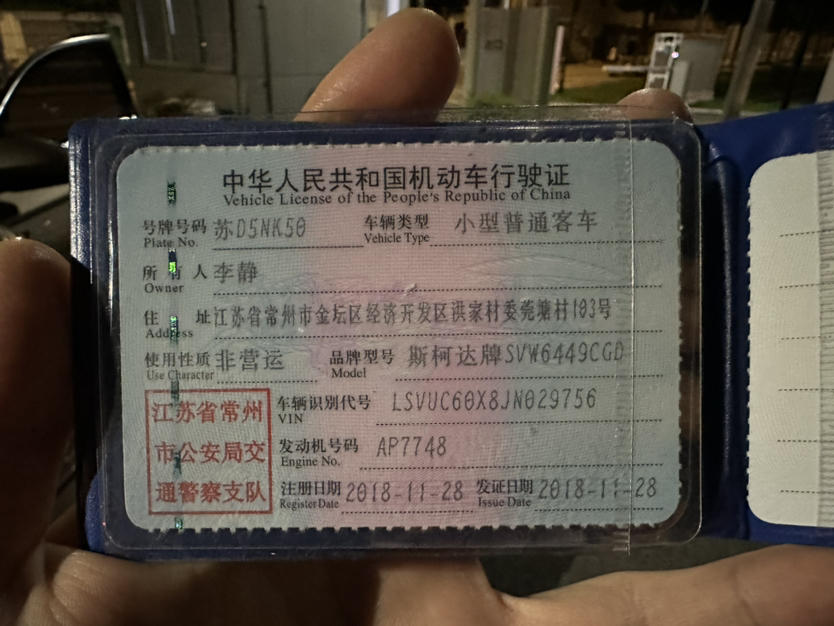 中华人民共和国机动车行驶证
Vehicle License of the People's Republic of China
号牌号码 苏D5NK50 车辆类型 小型普通客车
Plate No. Vehicle Type
所有人 李静
Owner
住址 江苏省常州市金坛区经济开发区洪家村委莞塘村103号
Address
使用性质 非营运 品牌型号 斯柯达牌SVW6449CGD
Use Character Model
江苏省常州
市公安局交
通警察支队
车辆识别代号 LSVUC60X8JN029756
VIN
发动机号码 AP7748
Engine No.
注册日期 2018-11-28 发证日期 2018-11-28
Register Date Issue Date